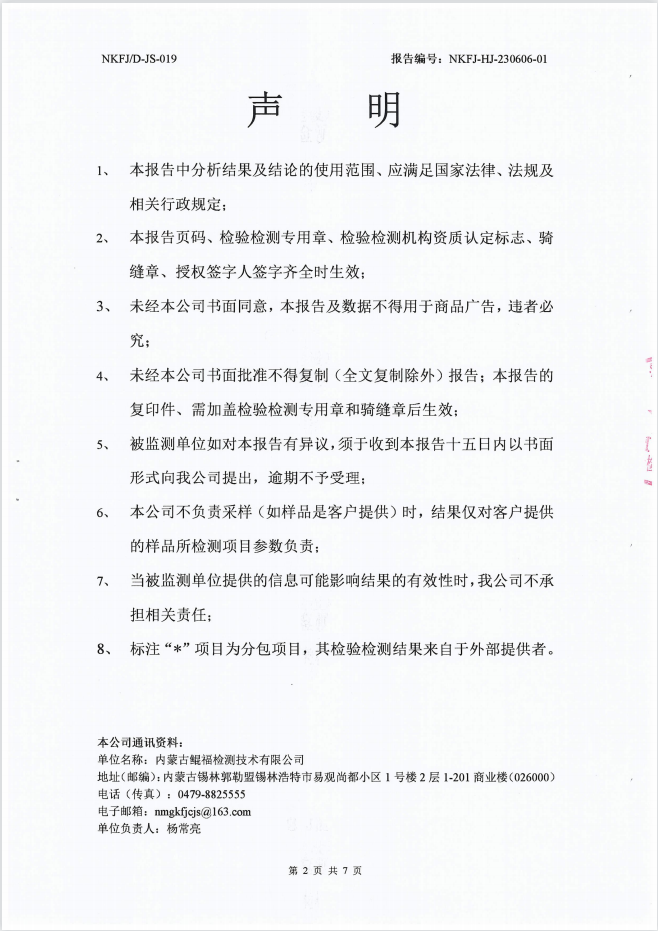 NKFJ/D-JS-019 报告编号：NKFJ-HJ-230606-01
声 明
1、 本报告中分析结果及结论的使用范围、应满足国家法律、法规及
相关行政规定；
2、 本报告页码、检验检测专用章、检验检测机构资质认定标志、骑
缝章、授权签字人签字齐全时生效；
3、 未经本公司书面同意，本报告及数据不得用于商品广告，违者必
究；
4、 未经本公司书面批准不得复制（全文复制除外）报告；本报告的
复印件、需加盖检验检测专用章和骑缝章后生效；
5、 被监测单位如对本报告有异议，须于收到本报告十五日内以书面
形式向我公司提出，逾期不予受理；
6、 本公司不负责采样（如样品是客户提供）时，结果仅对客户提供
的样品所检测项目参数负责；
7、 当被监测单位提供的信息可能影响结果的有效性时，我公司不承
担相关责任；
8、 标注“*”项目为分包项目，其检验检测结果来自于外部提供者。
本公司通讯资料：
单位名称：内蒙古鲲福检测技术有限公司
地址（邮编）：内蒙古锡林郭勒盟锡林浩特市易观尚都小区 1 号楼 2 层 1-201 商业楼（026000）
电话（传真）：0479-8825555
电子邮箱：nmgkfjcjs@163.com
单位负责人：杨常亮
第 2 页 共 7 页